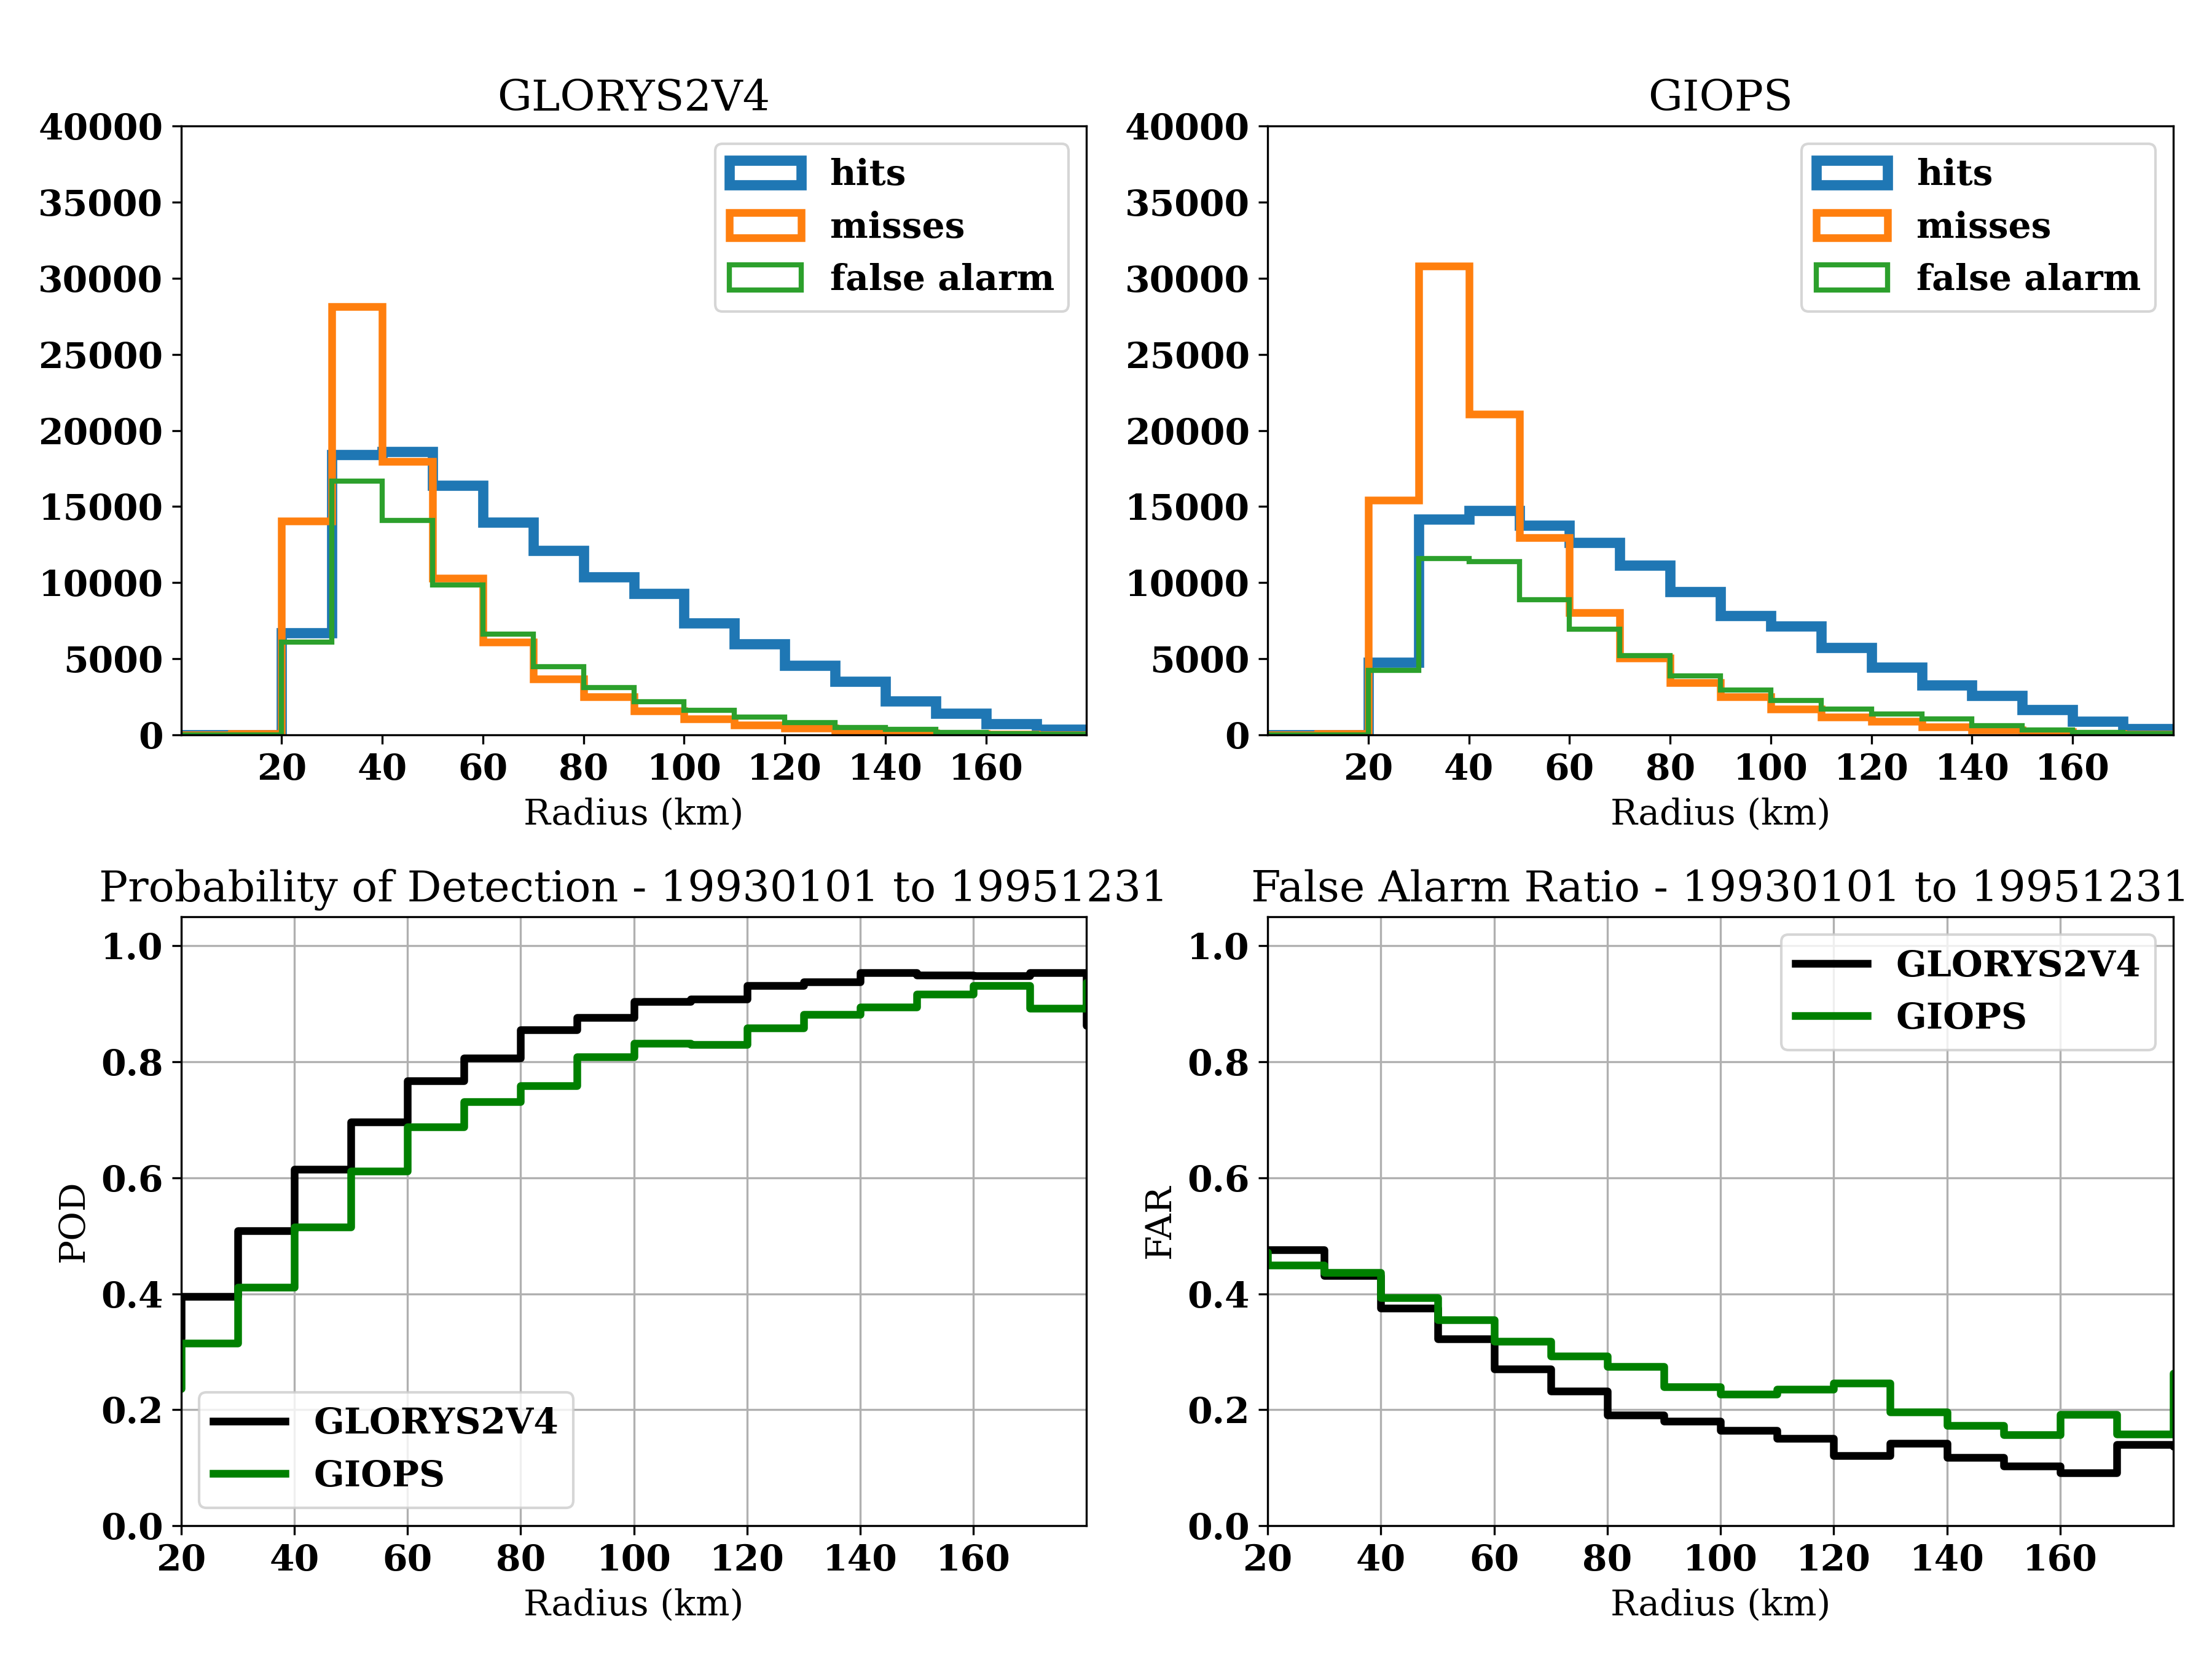 GLORYS2V4
40000
35000
30000
25000
20000
15000
10000
5000
0
20 40 60 80 100 120 140 160
Radius (km)
hits
misses
false alarm
GIOPS
40000
35000
30000
25000
20000
15000
10000
5000
0
20 40 60 80 100 120 140 160
Radius (km)
hits
misses
false alarm
Probability of Detection - 19930101 to 19951231
POD
1.0
0.8
0.6
0.4
0.2
0.0
20 40 60 80 100 120 140 160
Radius (km)
GLORYS2V4
GIOPS
False Alarm Ratio - 19930101 to 19951231
FAR
1.0
0.8
0.6
0.4
0.2
0.0
20 40 60 80 100 120 140 160
Radius (km)
GLORYS2V4
GIOPS